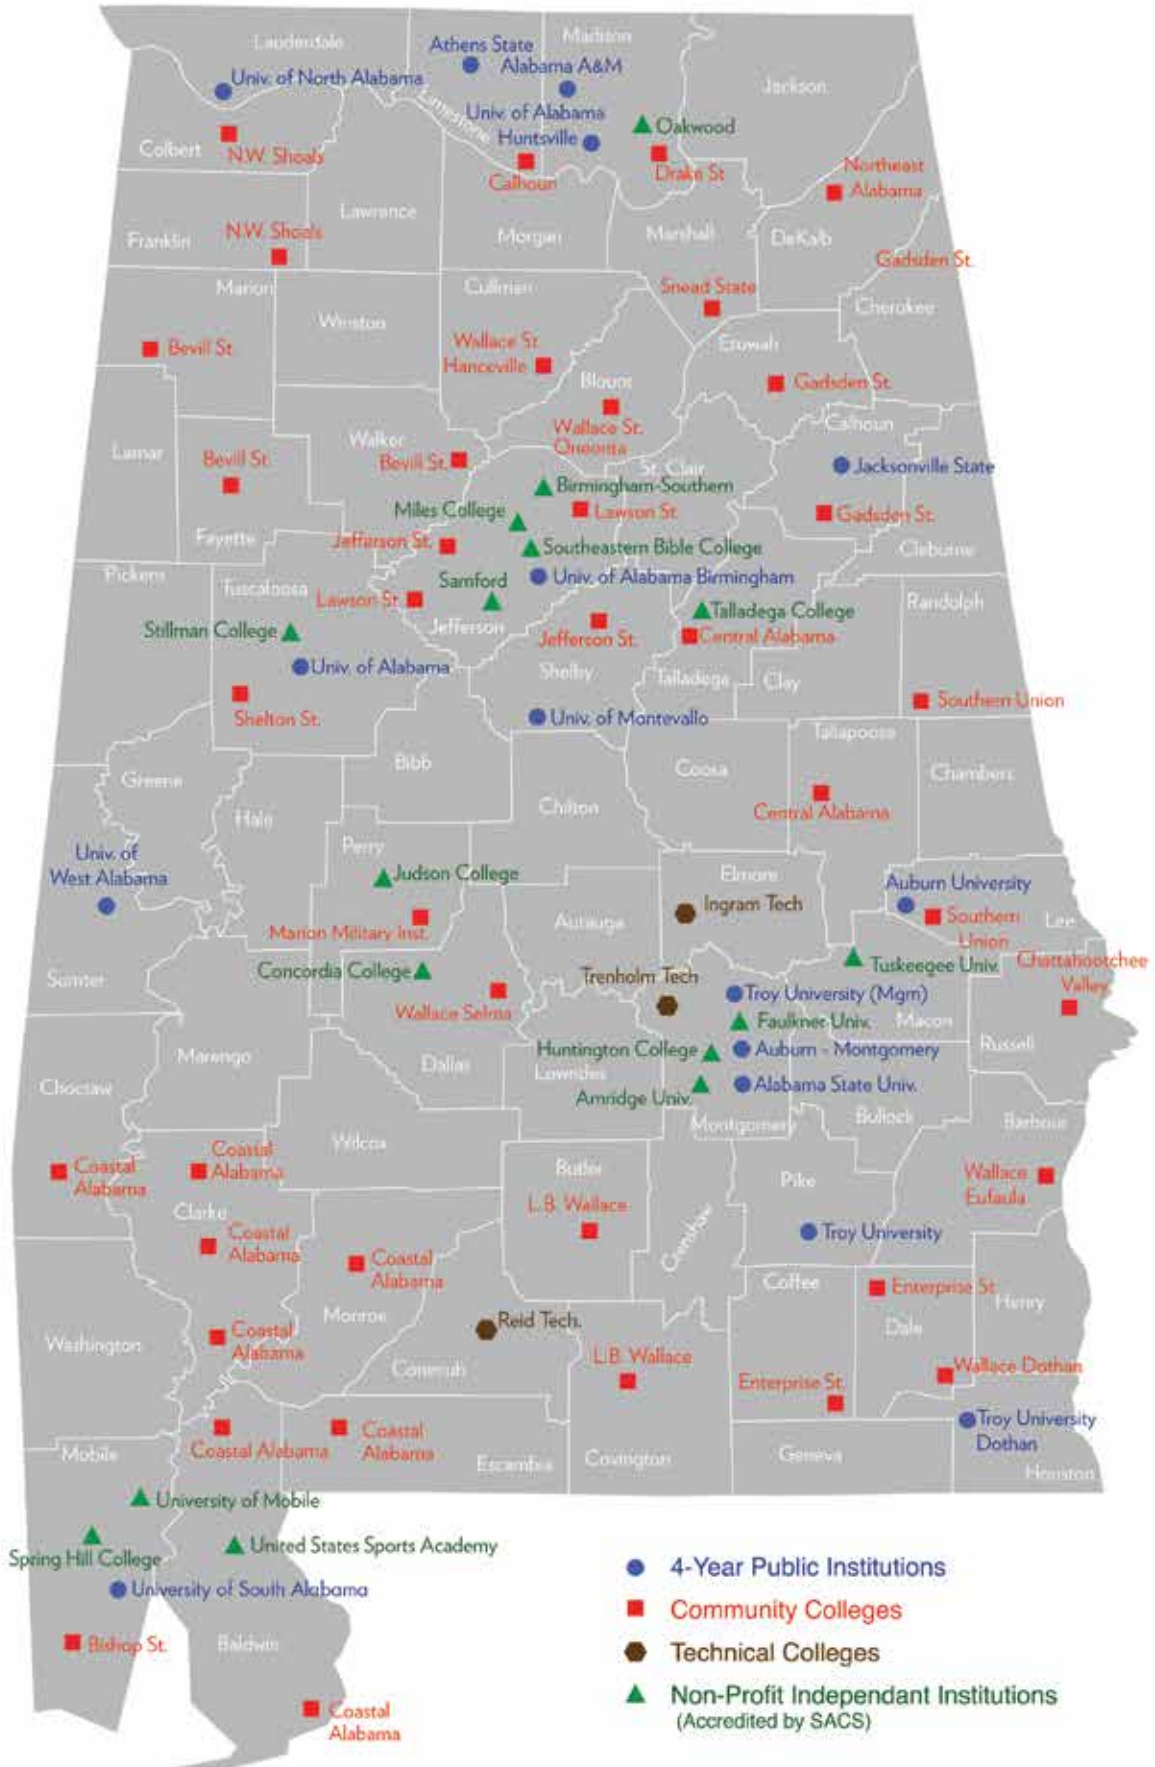 Lauderdale
Athens State
Madison
Alabama A&M
Univ. of North Alabama
Jackson
Limestone
Univ. of Alabama
Huntsville
Oakwood
Colbert
N.W. Shoals
Calhoun
Drake St
Northeast
Alabama
Lawrence
Franklin
N.W. Shoals
Morgan
Marshall
DeKalb
Gadsden St.
Marion
Cullman
Snead State
Cherokee
Winston
Bevill St.
Wallace St
Hanceville
Etowah
Blount
Gadsden St.
Wallace St.
Oneonta
Calhoun
Lamar
Walker
Bevill St.
Bevill St.
St. Clair
Jacksonville State
Birmingham-Southern
Miles College
Lawson St.
Gadsden St.
Fayette
Jefferson St.
Southeastern Bible College
Cleburne
Pickens
Tuscaloosa
Samford
Univ. of Alabama Birmingham
Lawson St.
Jefferson
Talladega College
Randolph
Stillman College
Jefferson St.
Central Alabama
Univ. of Alabama
Shelby
Talladega
Clay
Shelton St.
Southern Union
Univ. of Montevallo
Tallapoosa
Bibb
Coosa
Chambers
Greene
Hale
Chilton
Central Alabama
Perry
Univ. of
West Alabama
Judson College
Elmore
Auburn University
Ingram Tech
Autauga
Southern
Union
Lee
Marion Military Inst.
Sumter
Concordia College
Trenholm Tech
Tuskeegee Univ.
Chattahootchee
Valley
Wallace Selma
Troy University (Mgm)
Faulkner Univ.
Macon
Marengo
Dallas
Huntington College
Lowndes
Auburn - Montgomery
Russell
Choctaw
Amridge Univ.
Alabama State Univ.
Montgomery
Bullock
Barbour
Wilcox
Coastal
Alabama
Coastal
Alabama
Butler
Pike
Wallace
Eufaula
Clarke
L.B. Wallace
Coastal
Alabama
Crenshaw
Troy University
Coastal
Alabama
Coffee
Enterprise St.
Henry
Monroe
Reid Tech.
Dale
Washington
Coastal
Alabama
Conecuh
L.B. Wallace
Wallace Dothan
Enterprise St.
Troy University
Dothan
Coastal Alabama
Coastal
Alabama
Mobile
Escambia
Covington
Geneva
Houston
University of Mobile
Spring Hill College
United States Sports Academy
University of South Alabama
Bishop St.
Baldwin
Coastal
Alabama
4-Year Public Institutions
Community Colleges
Technical Colleges
Non-Profit Independant Institutions
(Accredited by SACS)